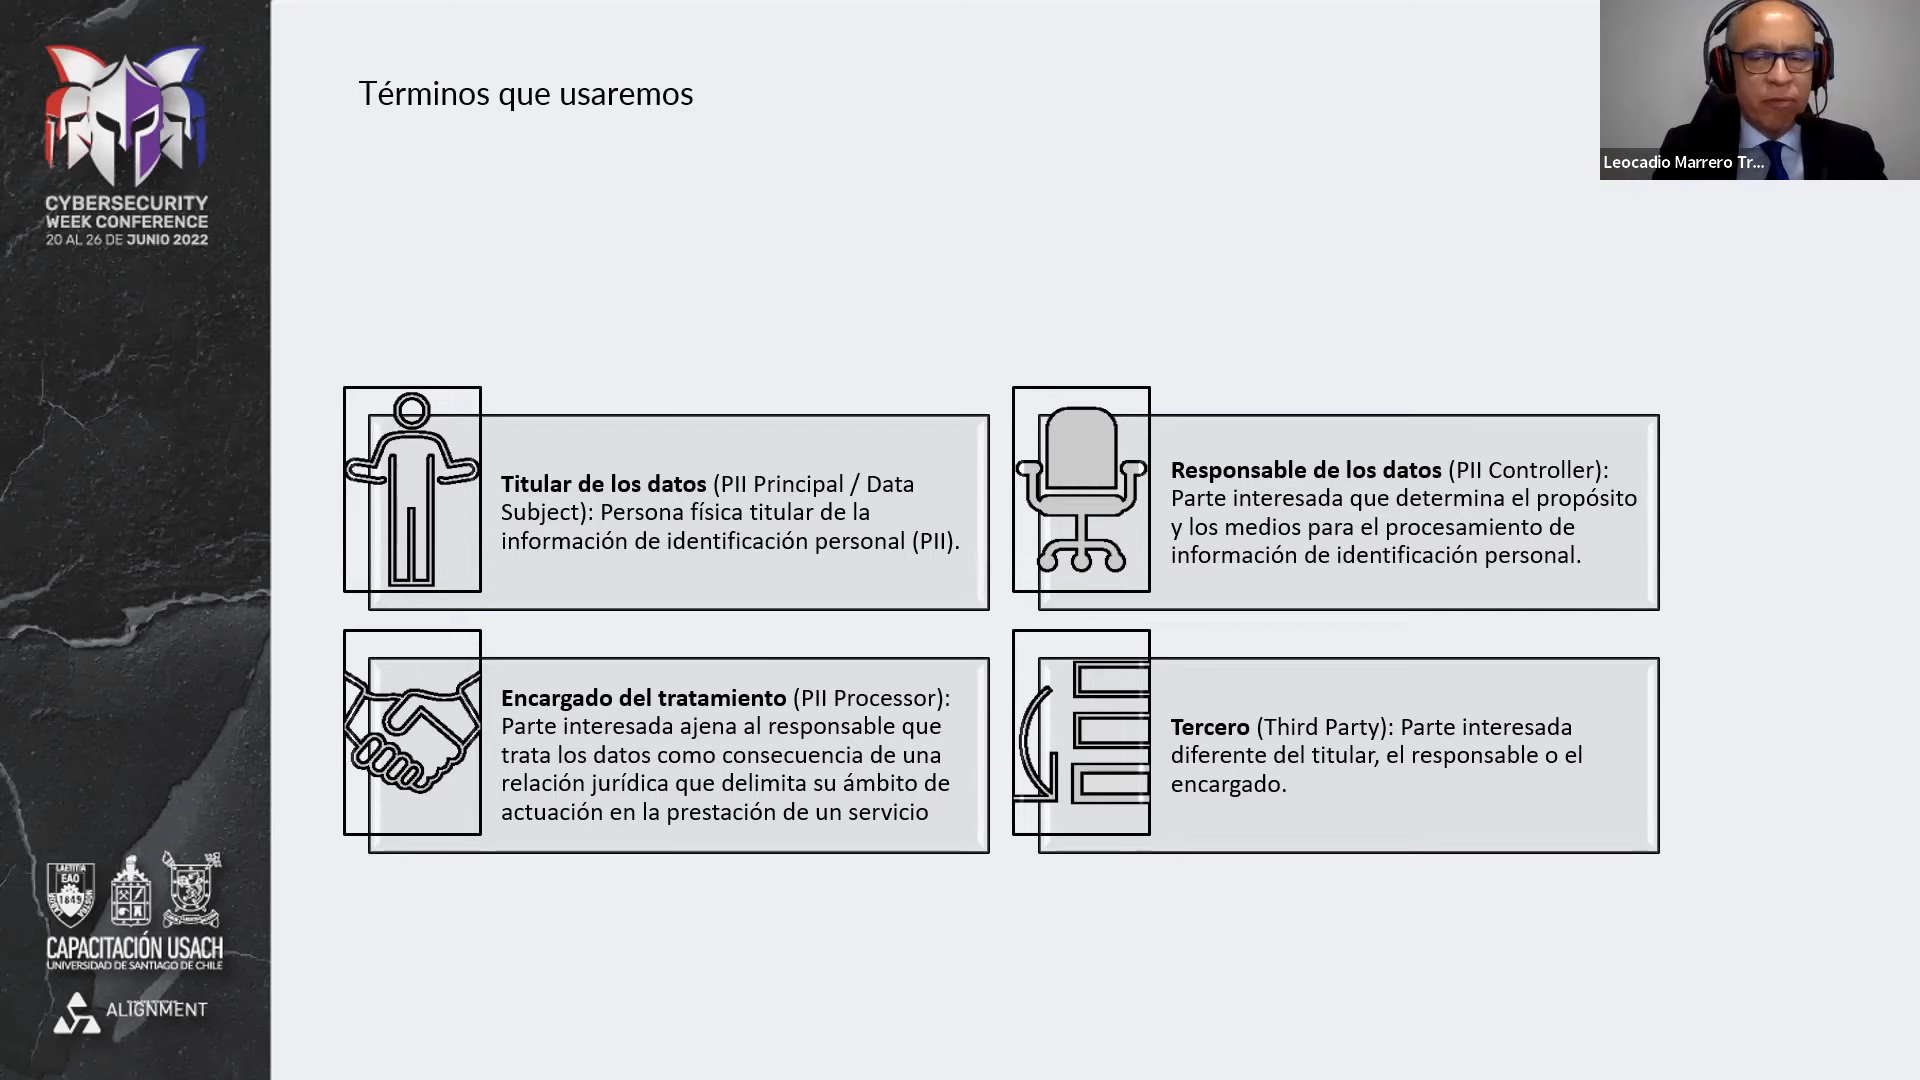 CYBERSECURITY
WEEK CONFERENCE
20 AL 26 DE JUNIO 2022
Términos que usaremos
Leocadio Marrero Tr...
Titular de los datos (PII Principal / Data
Subject): Persona física titular de la
información de identificación personal (PII).
Responsable de los datos (PII Controller):
Parte interesada que determina el propósito
y los medios para el procesamiento de
información de identificación personal.
Encargado del tratamiento (PII Processor):
Parte interesada ajena al responsable que
trata los datos como consecuencia de una
relación jurídica que delimita su ámbito de
actuación en la prestación de un servicio
Tercero (Third Party): Parte interesada
diferente del titular, el responsable o el
encargado.
LAETITIA
EAO
1849
CAPACITACIÓN USACH
UNIVERSIDAD DE SANTIAGO DE CHILE
ALIGNMENT